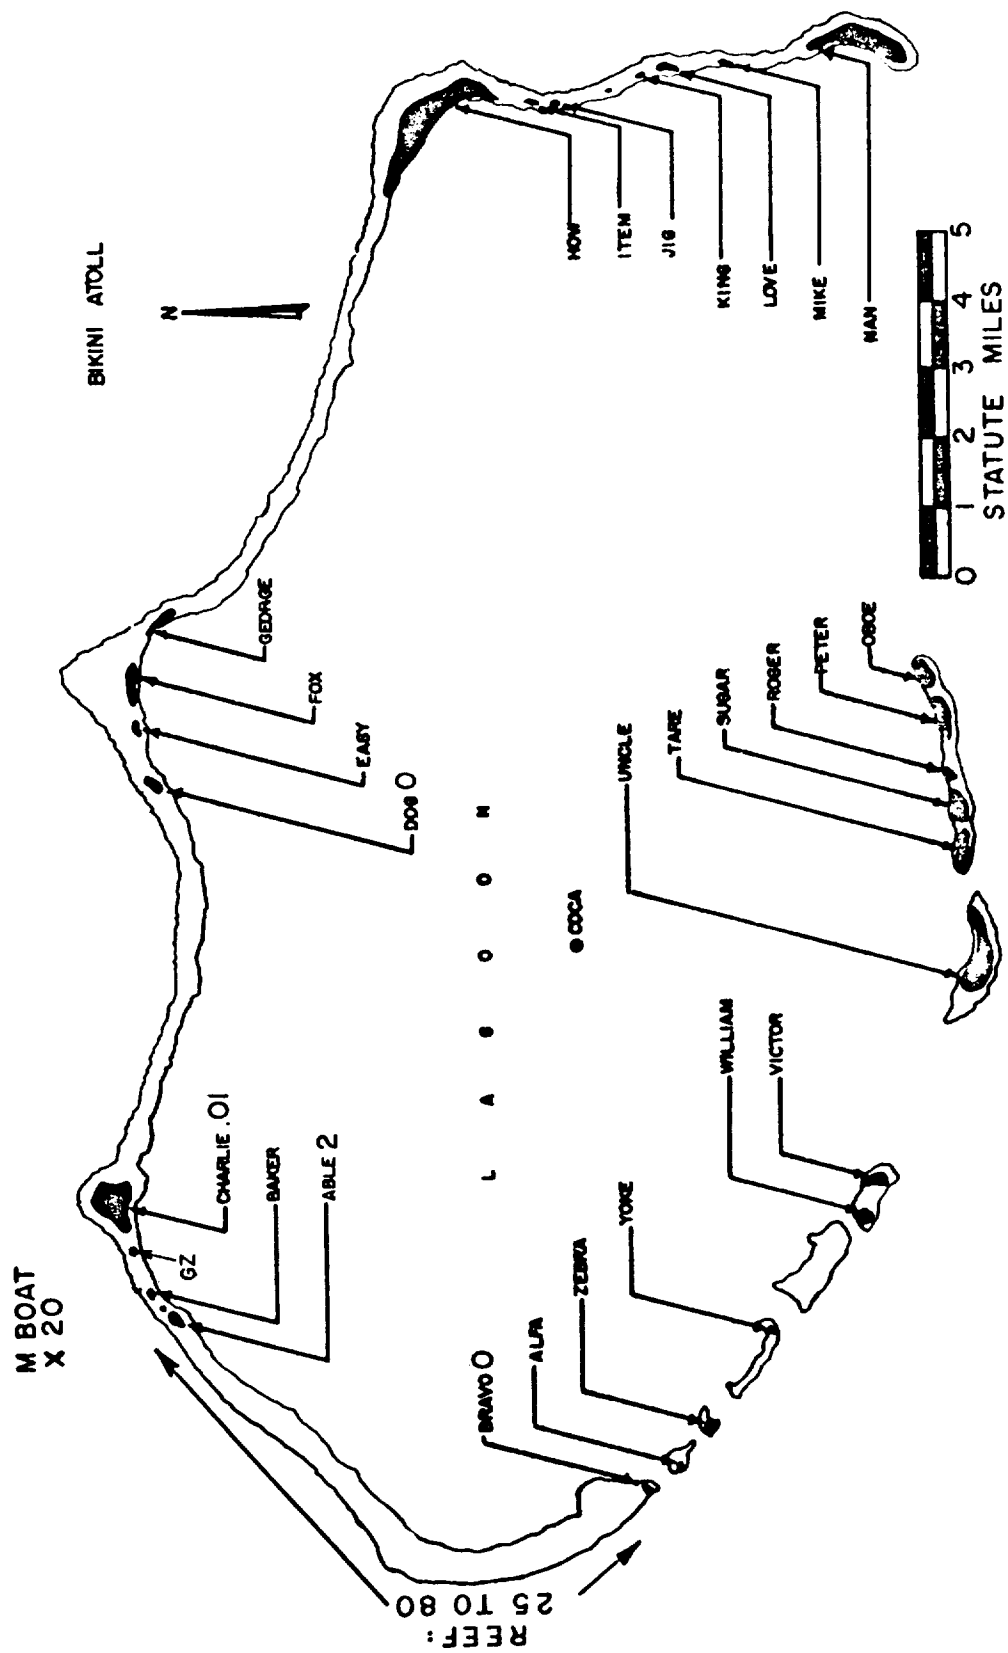 BIKINI ATOLL
N
M BOAT
X 20
GZ
CHARLIE .01
BAKER
ABLE 2
DOG 0
EASY
FOX
GEORGE
HOW
ITEM
JIG
KING
LOVE
MIKE
NAN
L A G O O N
COCA
REEF:
25 TO 80
BRAVO 0
ALFA
ZEBRA
YOKE
WILLIAM
VICTOR
UNCLE
TARE
SUGAR
ROGER
PETER
OBOE
0 1 2 3 4 5
STATUTE MILES